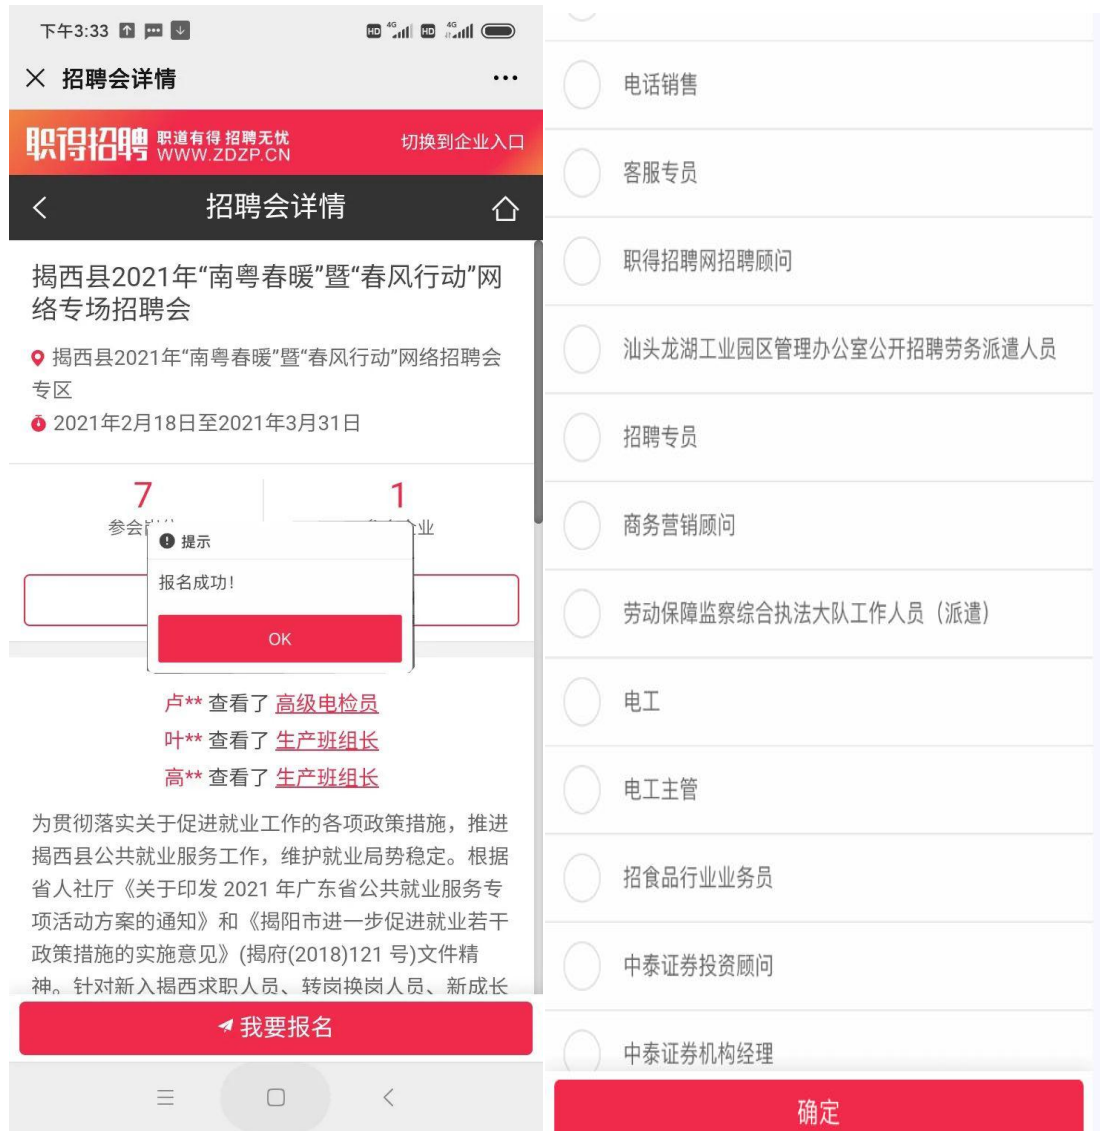 下午3:33
HD 4G HD 4G
招聘会详情
职得招聘 职道有得 招聘无忧
WWW.ZDZP.CN
切换到企业入口
招聘会详情
揭西县2021年“南粤春暖”暨“春风行动”网
络专场招聘会
揭西县2021年“南粤春暖”暨“春风行动”网络招聘会
专区
2021年2月18日至2021年3月31日
7
1
参会
业
提示
报名成功!
OK
卢** 查看了 高级电检员
叶** 查看了 生产班组长
高** 查看了 生产班组长
为贯彻落实关于促进就业工作的各项政策措施，推进
揭西县公共就业服务工作，维护就业局势稳定。根据
省人社厅《关于印发 2021 年广东省公共就业服务专
项活动方案的通知》和《揭阳市进一步促进就业若干
政策措施的实施意见》(揭府(2018)121 号)文件精
神。针对新入揭西求职人员、转岗换岗人员、新成长
我要报名
电话销售
客服专员
职得招聘网招聘顾问
汕头龙湖工业园区管理办公室公开招聘劳务派遣人员
招聘专员
商务营销顾问
劳动保障监察综合执法大队工作人员（派遣）
电工
电工主管
招食品行业业务员
中泰证券投资顾问
中泰证券机构经理
确定